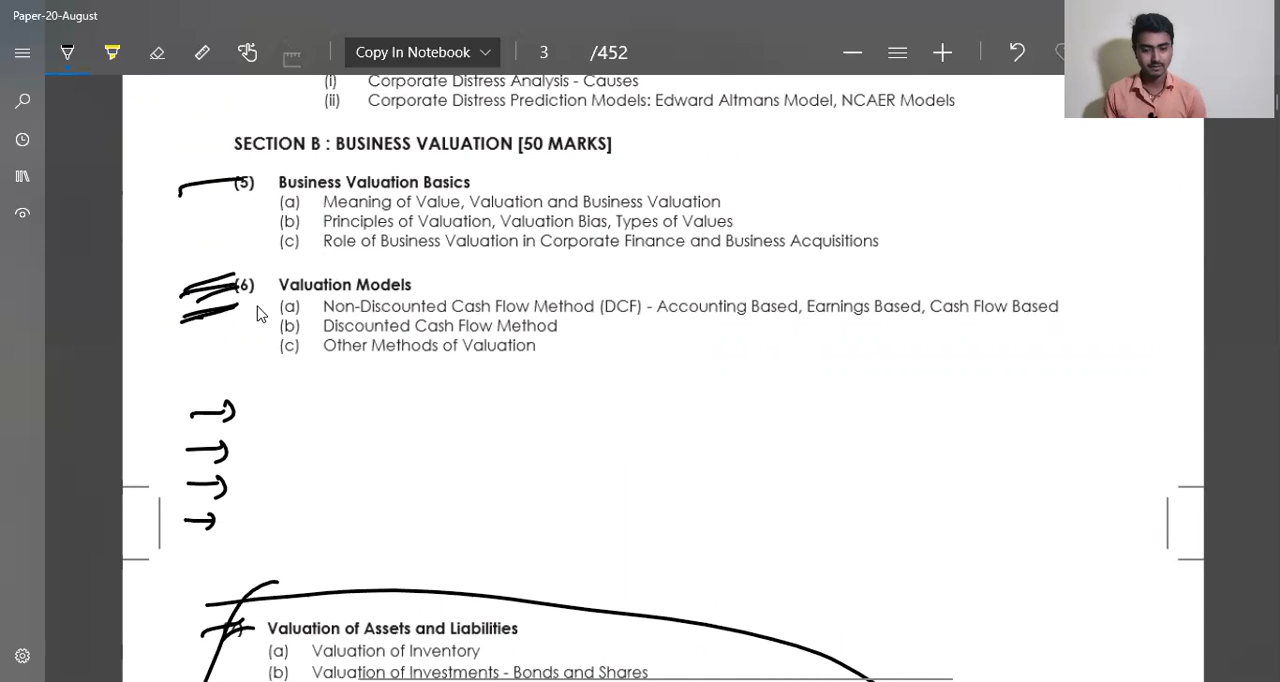 Paper-20-August
Copy In Notebook 3 /452
(i) Corporate Distress Analysis - Causes
(ii) Corporate Distress Prediction Models: Edward Altmans Model, NCAER Models
SECTION B : BUSINESS VALUATION [50 MARKS]
(5) Business Valuation Basics
(a) Meaning of Value, Valuation and Business Valuation
(b) Principles of Valuation, Valuation Bias, Types of Values
(c) Role of Business Valuation in Corporate Finance and Business Acquisitions
(6) Valuation Models
(a) Non-Discounted Cash Flow Method (DCF) - Accounting Based, Earnings Based, Cash Flow Based
(b) Discounted Cash Flow Method
(c) Other Methods of Valuation
Valuation of Assets and Liabilities
(a) Valuation of Inventory
(b) Valuation of Investments - Bonds and Shares